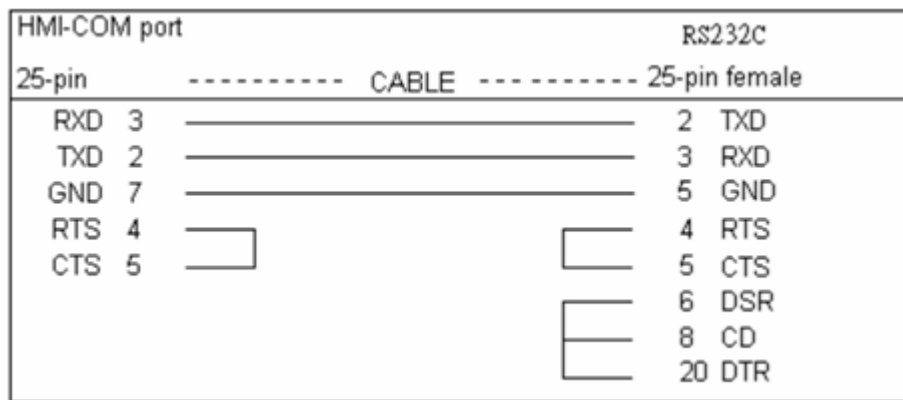 HMI-COM port RS232C
25-pin ---------- CABLE ---------- 25-pin female
RXD 3 2 TXD
TXD 2 3 RXD
GND 7 5 GND
RTS 4 4 RTS
CTS 5 5 CTS
6 DSR
8 CD
20 DTR